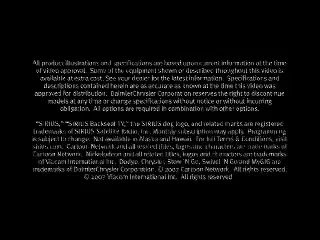 All product illustrations and specifications are based upon current information at the time
of video approval. Some of the equipment shown or described throughout this video is
available at extra cost. See your dealer for the latest information. Specifications and
descriptions contained herein are as accurate as known at the time this video was
approved for distribution. DaimlerChrysler Corporation reserves the right to discontinue
models at any time or change specifications without notice or without incurring
obligation. All options are required in combination with other options.
"SIRIUS," "SIRIUS Backseat TV," the SIRIUS dog logo, and related marks are registered
trademarks of SIRIUS Satellite Radio, Inc. Monthly subscription may apply. Programming
is subject to change. Not available in Alaska and Hawaii. For full Terms & Conditions, visit
sirius.com. Cartoon Network and all related titles, logos and characters are trademarks of
Cartoon Network. Nickelodeon and all related titles, logos and characters are trademarks
of Viacom International Inc. Dodge, Chrysler, Stow 'N Go, Swivel 'N Go and MyGIG are
trademarks of DaimlerChrysler Corporation. © 2007 Cartoon Network. All rights reserved.
© 2007 Viacom International Inc. All rights reserved